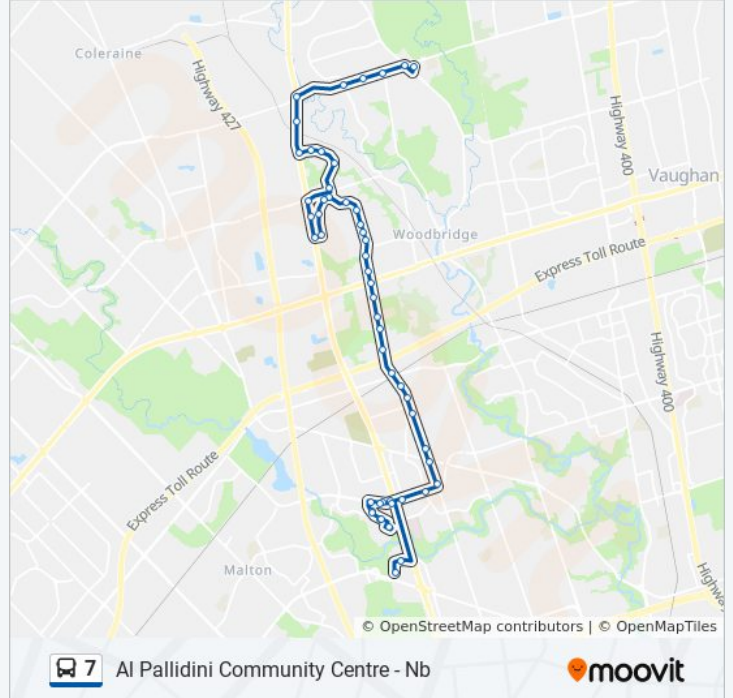 Coleraine
Highway 427
Highway 400
Vaughan
Woodbridge
Express Toll Route
Highway 400
Express Toll Route
Malton
© OpenStreetMap contributors | © OpenMapTiles
7 Al Pallidini Community Centre - Nb
moovit